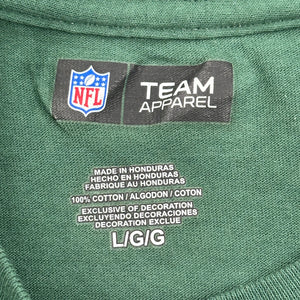 NFL
TEAM
APPAREL
MADE IN HONDURAS
HECHO EN HONDURAS
FABRIQUE AU HONDURAS
100% COTTON / ALGODON / COTON
EXCLUSIVE OF DECORATION
EXCLUYENDO DECORACIONES
DECORATION EXCLUE
L/G/G